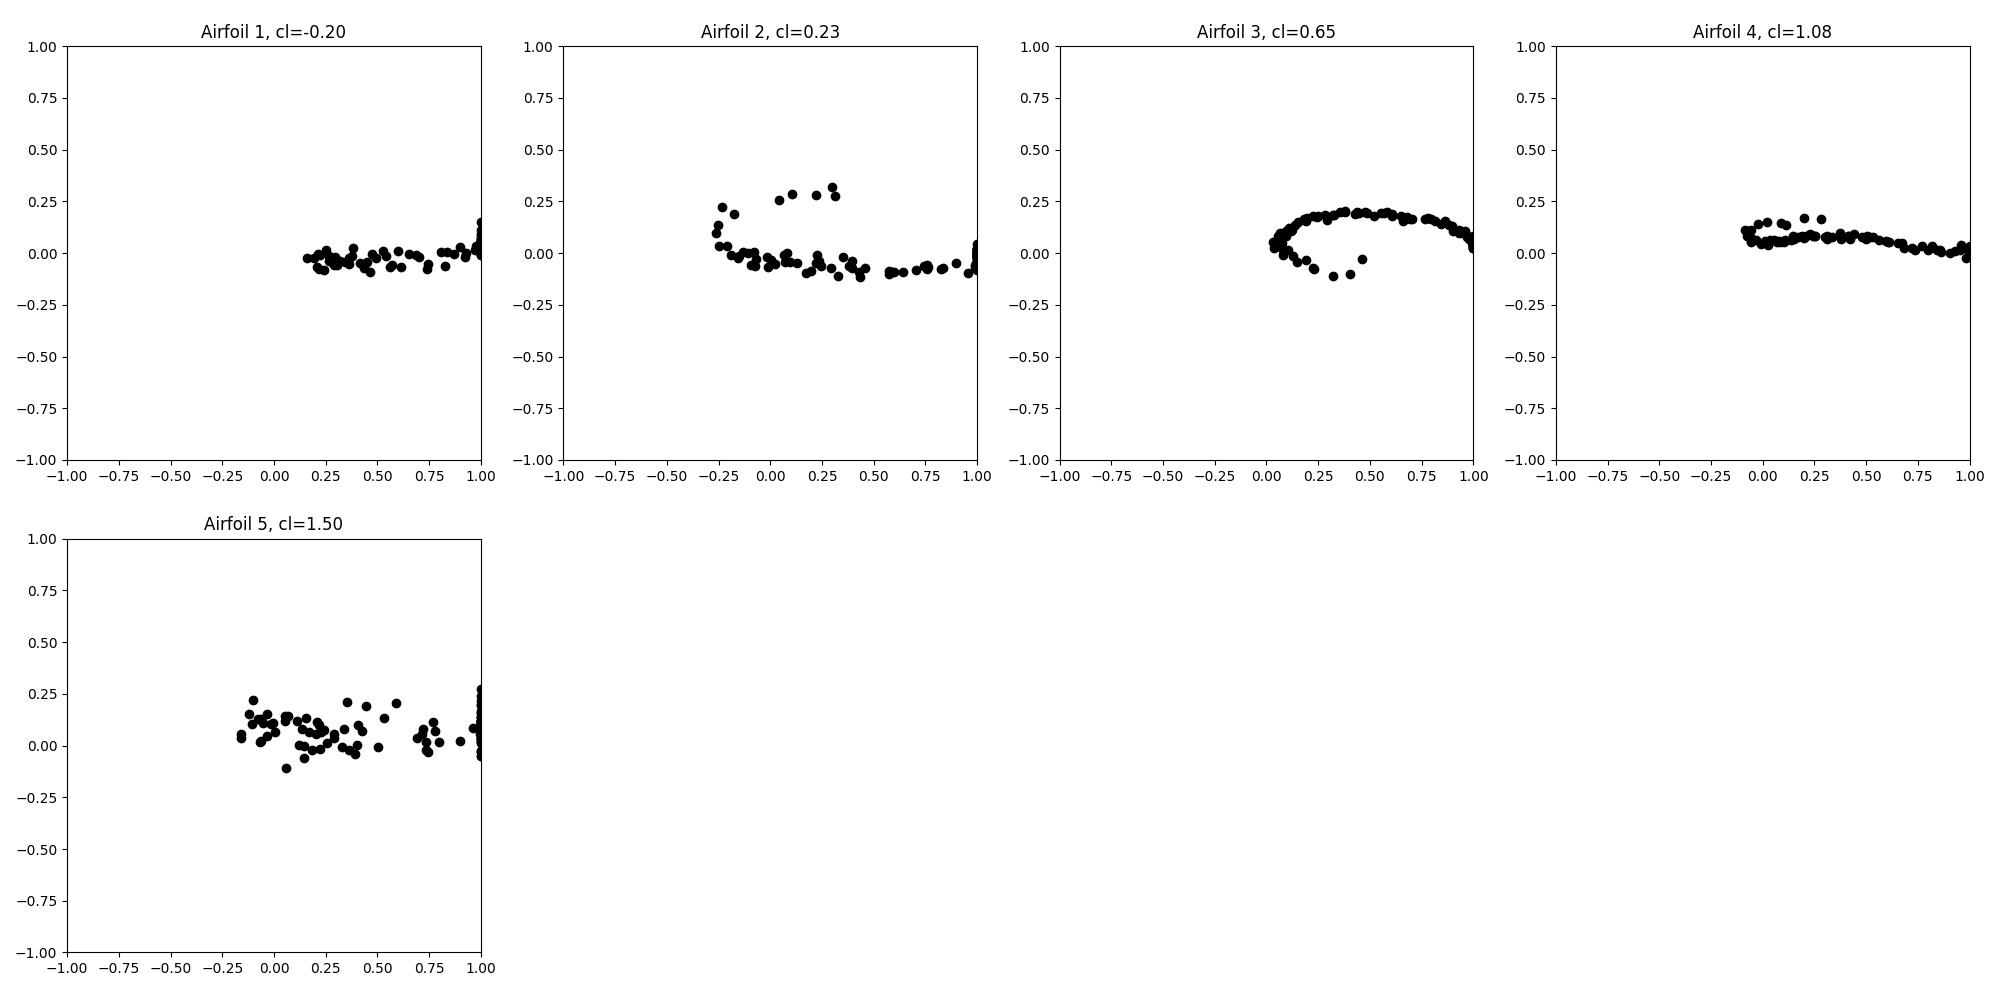 Airfoil 1, cl=-0.20
Airfoil 2, cl=0.23
Airfoil 3, cl=0.65
Airfoil 4, cl=1.08
1.00 1.00 1.00 1.00
0.75 0.75 0.75 0.75
0.50 0.50 0.50 0.50
0.25 0.25 0.25 0.25
0.00 0.00 0.00 0.00
−0.25 −0.25 −0.25 −0.25
−0.50 −0.50 −0.50 −0.50
−0.75 −0.75 −0.75 −0.75
−1.00 −1.00 −1.00 −1.00
−1.00 −0.75 −0.50 −0.25 0.00 0.25 0.50 0.75 1.00
−1.00 −0.75 −0.50 −0.25 0.00 0.25 0.50 0.75 1.00
−1.00 −0.75 −0.50 −0.25 0.00 0.25 0.50 0.75 1.00
−1.00 −0.75 −0.50 −0.25 0.00 0.25 0.50 0.75 1.00
Airfoil 5, cl=1.50
1.00
0.75
0.50
0.25
0.00
−0.25
−0.50
−0.75
−1.00
−1.00 −0.75 −0.50 −0.25 0.00 0.25 0.50 0.75 1.00